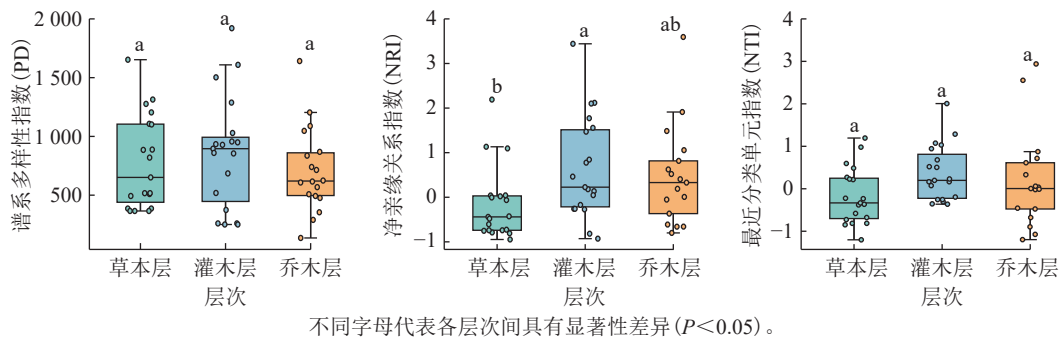 谱系多样性指数(PD)
2 000
1 500
1 000
500
a
a
a
草本层 灌木层 乔木层
层次
净亲缘关系指数(NRI)
4
3
2
1
0
−1
b
a
ab
草本层 灌木层 乔木层
层次
最近分类单元指数(NTI)
4
3
2
1
0
−1
a
a
a
草本层 灌木层 乔木层
层次
不同字母代表各层次间具有显著性差异(P<0.05)。